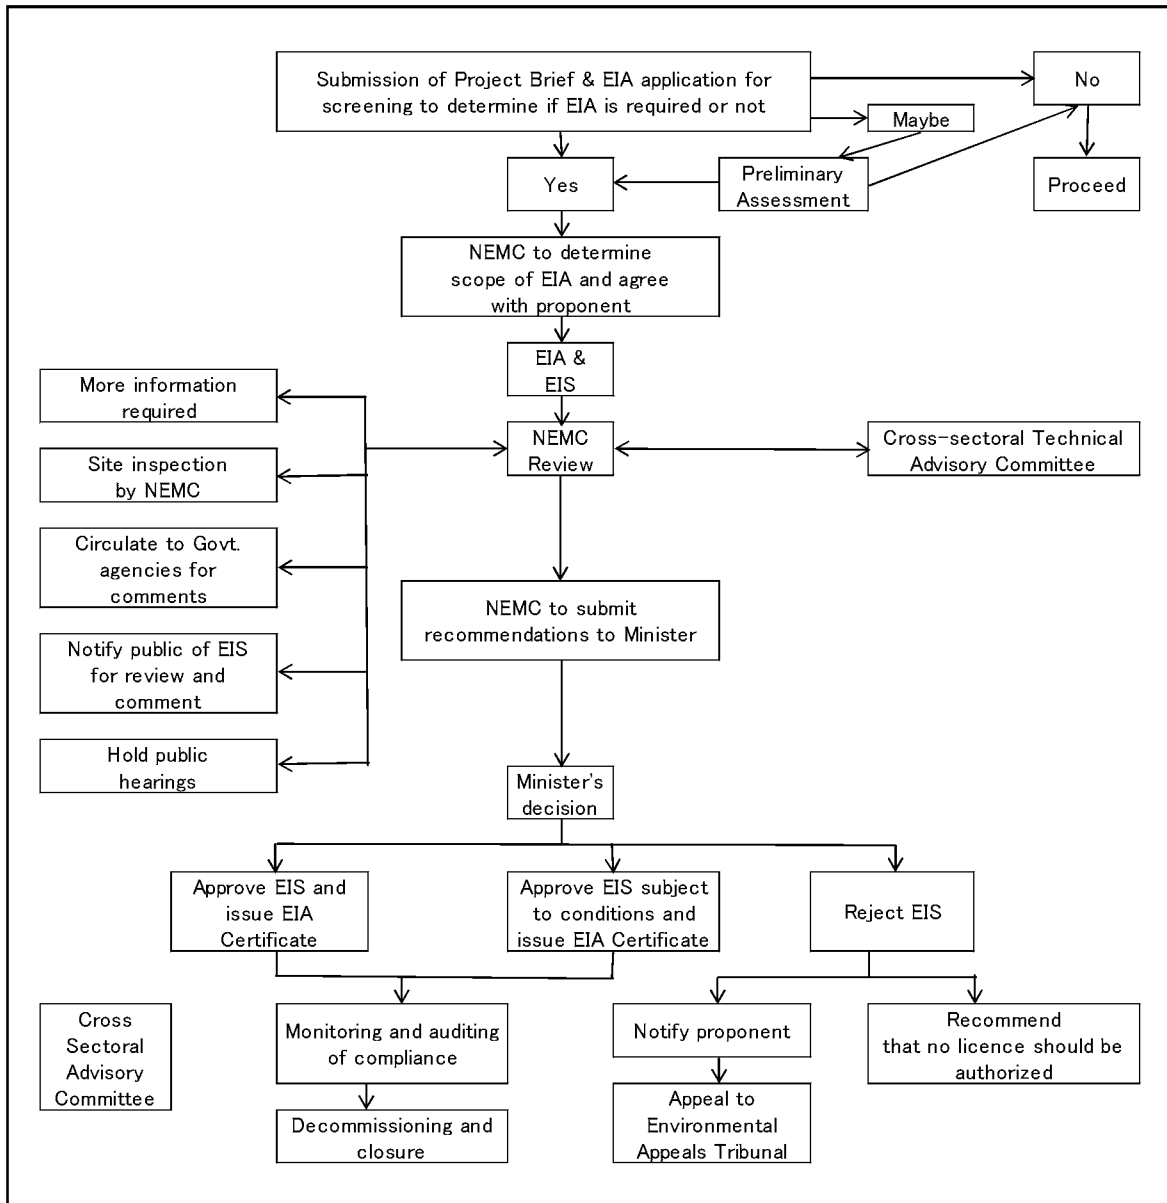 Submission of Project Brief & EIA application for
screening to determine if EIA is required or not
No
Maybe
Yes
Preliminary
Assessment
Proceed
NEMC to determine
scope of EIA and agree
with proponent
EIA &
EIS
More information
required
NEMC
Review
Cross-sectoral Technical
Advisory Committee
Site inspection
by NEMC
Circulate to Govt.
agencies for
comments
NEMC to submit
recommendations to Minister
Notify public of EIS
for review and
comment
Hold public
hearings
Minister's
decision
Approve EIS and
issue EIA
Certificate
Approve EIS subject
to conditions and
issue EIA Certificate
Reject EIS
Cross
Sectoral
Advisory
Committee
Monitoring and auditing
of compliance
Notify proponent
Recommend
that no licence should be
authorized
Decommissioning and
closure
Appeal to
Environmental
Appeals Tribunal